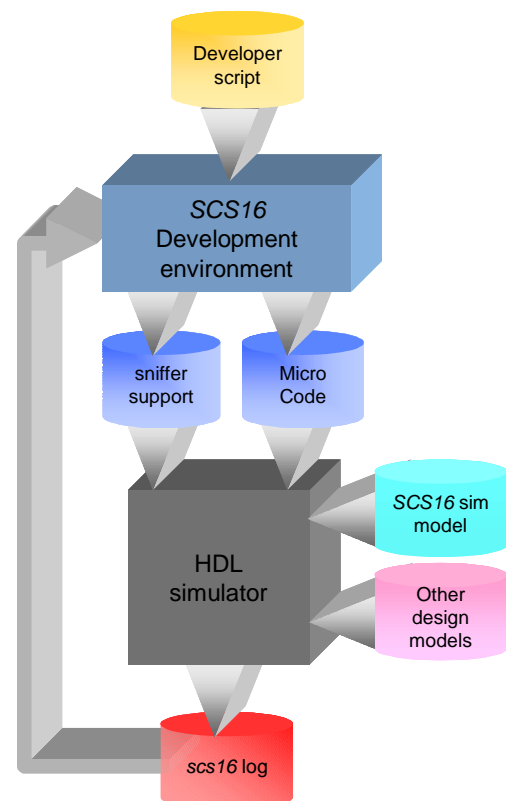 Developer
script
SCS16
Development
environment
sniffer
support
Micro
Code
SCS16 sim
model
HDL
simulator
Other
design
models
scs16 log